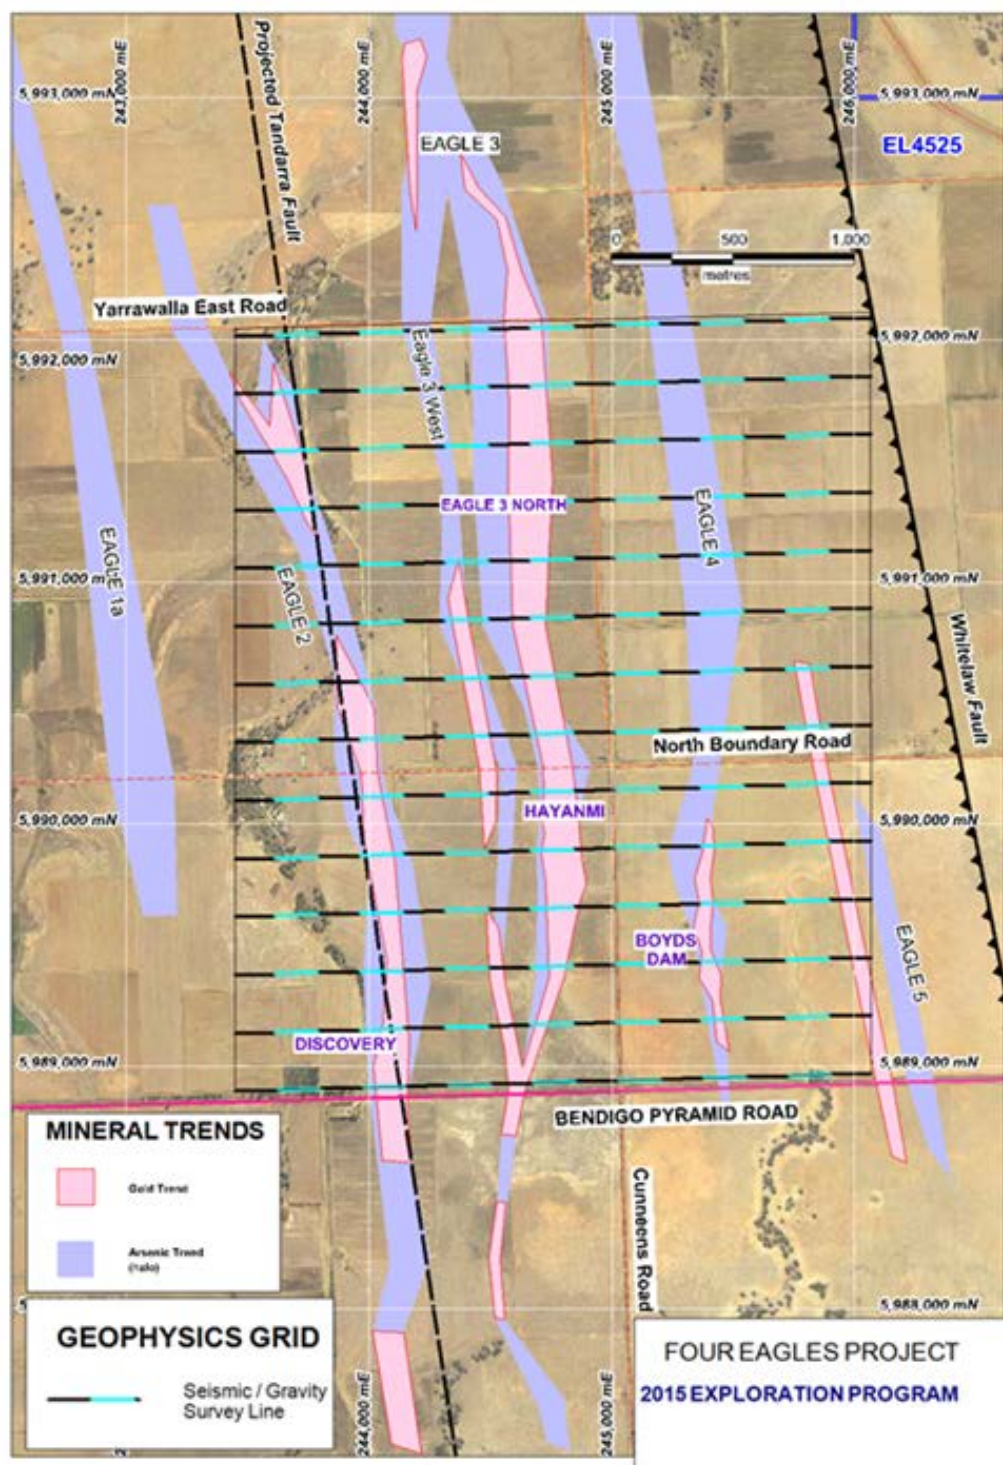 243,000 mE
Projected Tandarra Fault
244,000 mE
245,000 mE
246,000 mE
5,993,000 mN
5,993,000 mN
EAGLE 3
EL4525
0
500
1,000
metres
Yarrawalla East Road
5,992,000 mN
5,992,000 mN
Eagle 3 West
EAGLE 3 NORTH
EAGLE 4
EAGLE 1a
5,991,000 mN
5,991,000 mN
EAGLE 2
Whitelaw Fault
North Boundary Road
5,990,000 mN
HAYANMI
5,990,000 mN
BOYDS
DAM
EAGLE 5
DISCOVERY
5,989,000 mN
5,989,000 mN
BENDIGO PYRAMID ROAD
MINERAL TRENDS
Gold Trend
Arsenic Trend
(halo)
Cunneens Road
5,988,000 mN
GEOPHYSICS GRID
Seismic / Gravity
Survey Line
244,000 mE
245,000 mE
FOUR EAGLES PROJECT
2015 EXPLORATION PROGRAM